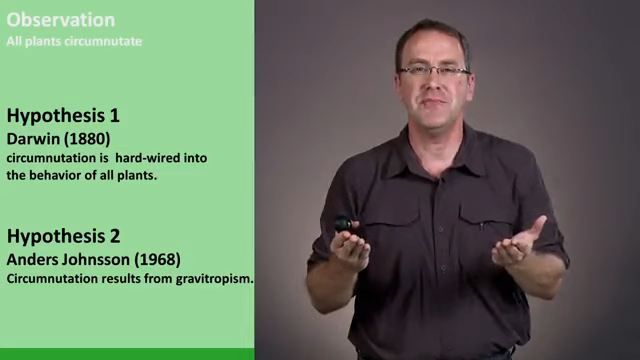 Observation
All plants circumnutate
Hypothesis 1
Darwin (1880)
circumnutation is hard-wired into
the behavior of all plants.
Hypothesis 2
Anders Johnsson (1968)
Circumnutation results from gravitropism.